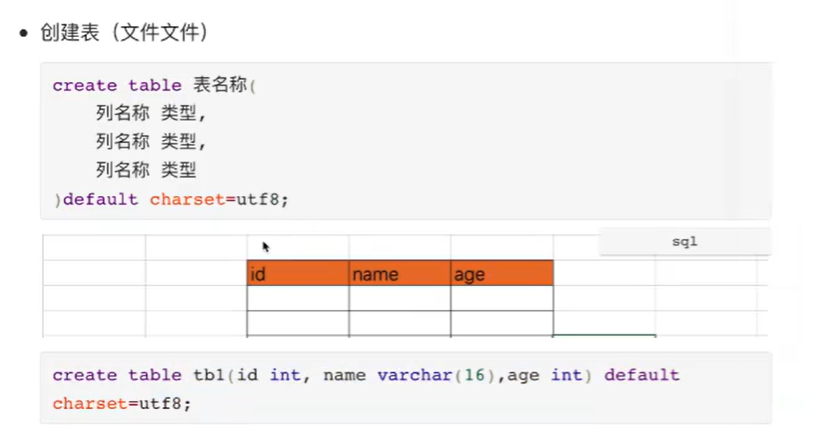 创建表（文件文件）
create table 表名称(
列名称 类型,
列名称 类型,
列名称 类型
)default charset=utf8;
sql
id name age
create table tb1(id int, name varchar(16),age int) default
charset=utf8;